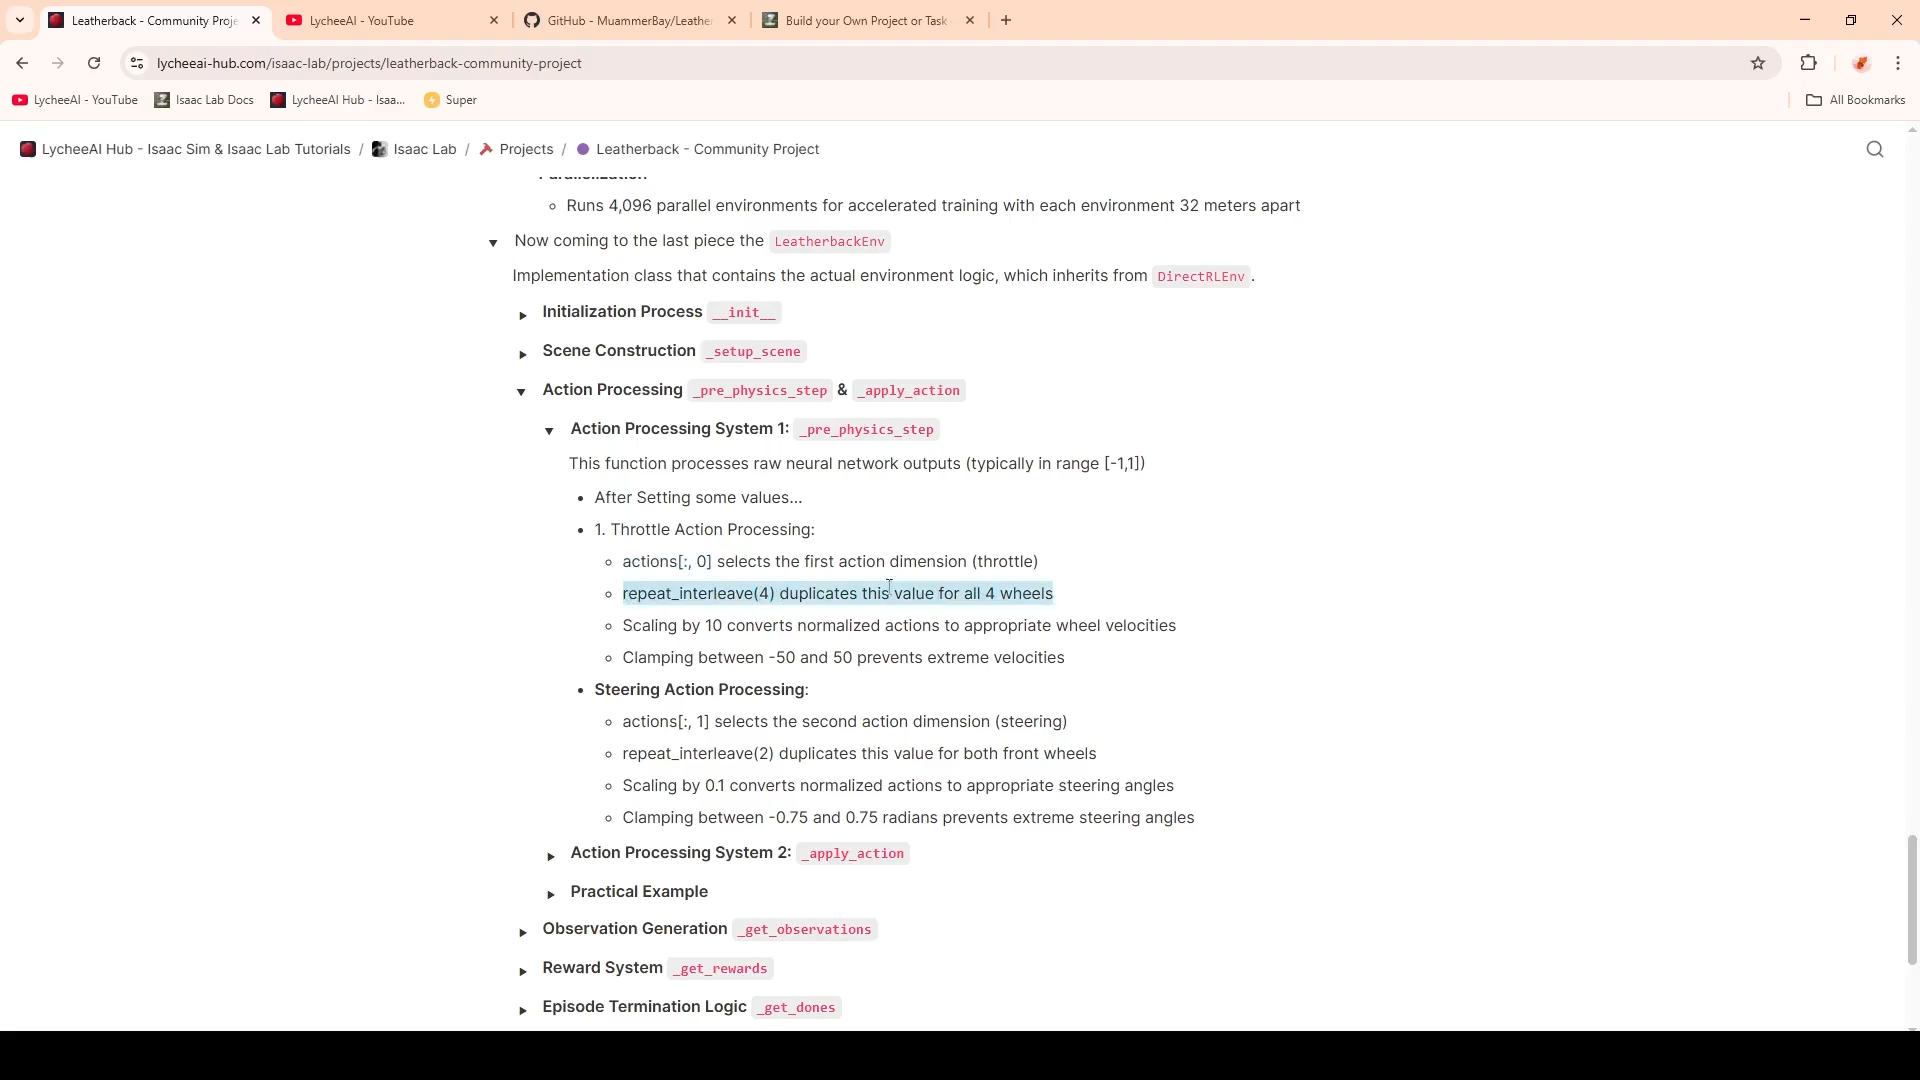 Leatherback - Community Proje
LycheeAI - YouTube
GitHub - MuammerBay/Leather
Build your Own Project or Task
lycheeai-hub.com/isaac-lab/projects/leatherback-community-project
LycheeAI - YouTube
Isaac Lab Docs
LycheeAI Hub - Isaa...
Super
All Bookmarks
LycheeAI Hub - Isaac Sim & Isaac Lab Tutorials / Isaac Lab / Projects / Leatherback - Community Project
Parallelization
Runs 4,096 parallel environments for accelerated training with each environment 32 meters apart
Now coming to the last piece the LeatherbackEnv
Implementation class that contains the actual environment logic, which inherits from DirectRLEnv.
Initialization Process __init__
Scene Construction _setup_scene
Action Processing _pre_physics_step & _apply_action
Action Processing System 1: _pre_physics_step
This function processes raw neural network outputs (typically in range [-1,1])
After Setting some values...
1. Throttle Action Processing:
actions[:, 0] selects the first action dimension (throttle)
repeat_interleave(4) duplicates this value for all 4 wheels
Scaling by 10 converts normalized actions to appropriate wheel velocities
Clamping between -50 and 50 prevents extreme velocities
Steering Action Processing:
actions[:, 1] selects the second action dimension (steering)
repeat_interleave(2) duplicates this value for both front wheels
Scaling by 0.1 converts normalized actions to appropriate steering angles
Clamping between -0.75 and 0.75 radians prevents extreme steering angles
Action Processing System 2: _apply_action
Practical Example
Observation Generation _get_observations
Reward System _get_rewards
Episode Termination Logic _get_dones